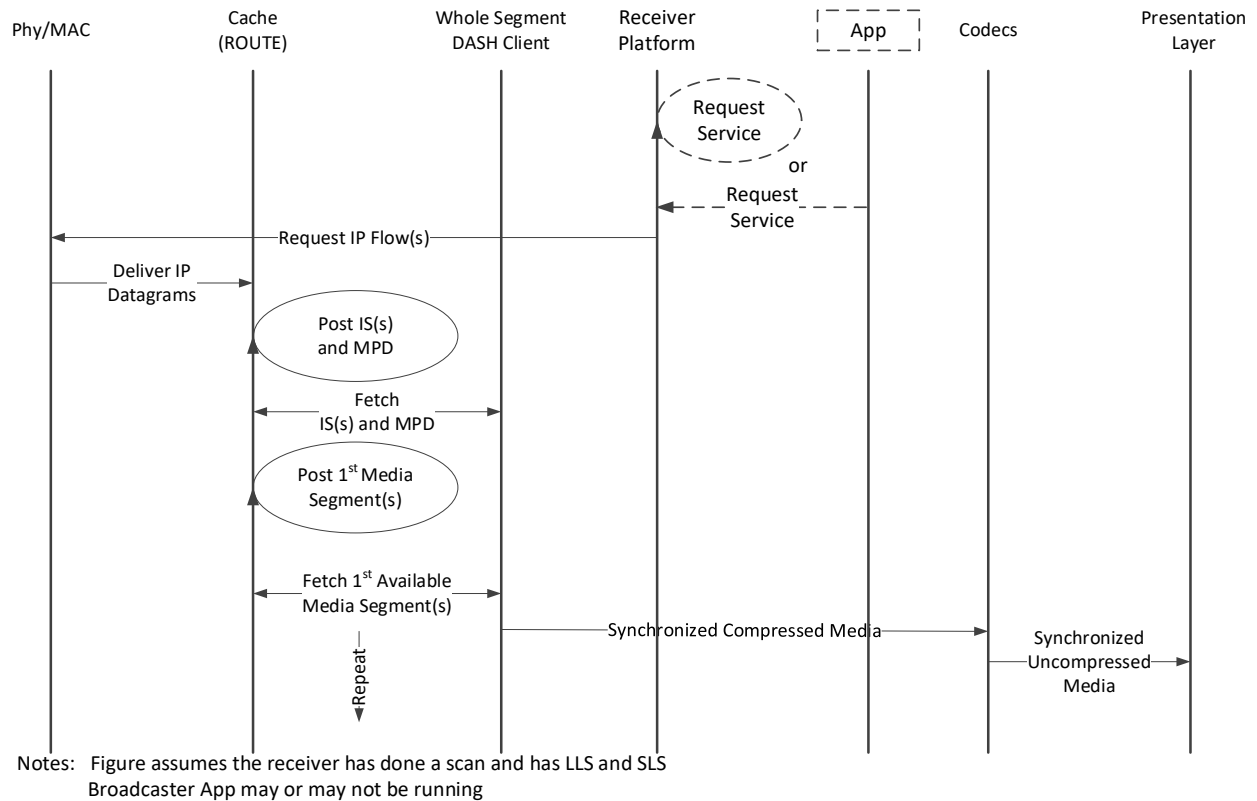 Phy/MAC
Cache
(ROUTE)
Whole Segment
DASH Client
Receiver
Platform
App
Codecs
Presentation
Layer
Request
Service
or
Request
Service
Request IP Flow(s)
Deliver IP
Datagrams
Post IS(s)
and MPD
Fetch
IS(s) and MPD
Post 1st Media
Segment(s)
Fetch 1st Available
Media Segment(s)
Synchronized Compressed Media
Synchronized
Uncompressed
Media
Repeat
Notes: Figure assumes the receiver has done a scan and has LLS and SLS
Broadcaster App may or may not be running